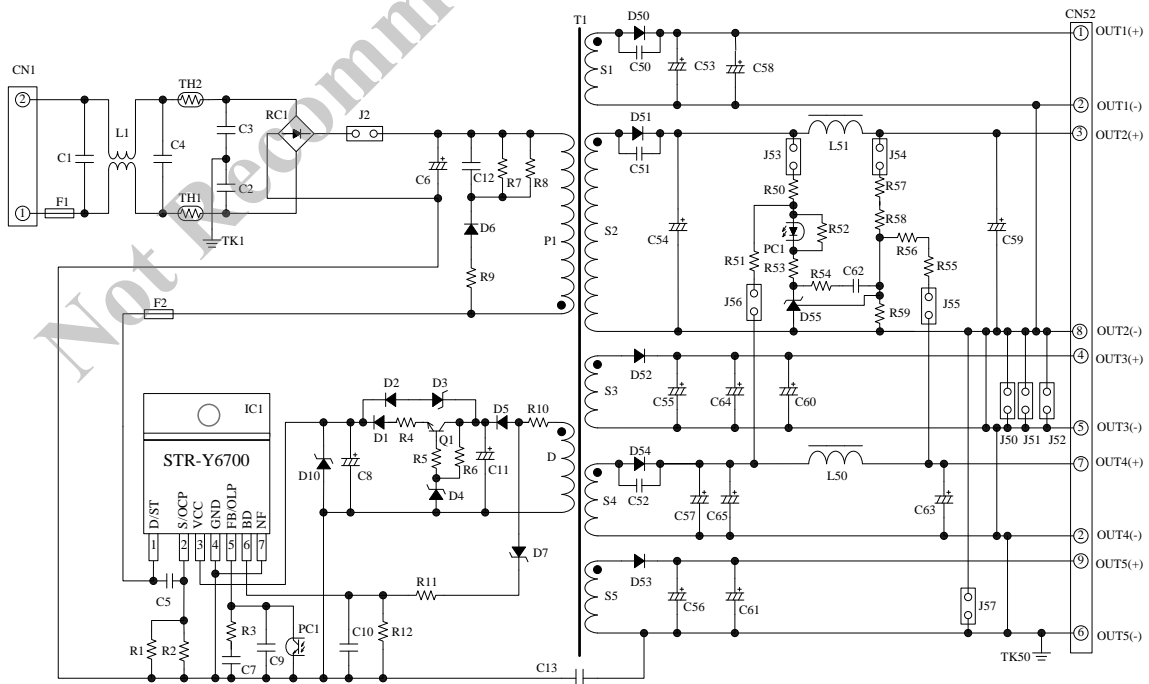 Not Recomm
CN1
2
1
F1
C1
L1
C4
TH2
TH1
C3
C2
TK1
RC1
J2
C6
C12
R7
R8
D6
R9
P1
F2
T1
D50
C50
S1
C53
C58
CN52
1
OUT1(+)
2
OUT1(-)
D51
C51
S2
C54
J53
L51
J54
R50
R57
R58
PC1
R52
R51
R53
R54
C62
R56
R55
J56
D55
R59
J55
C59
3
OUT2(+)
8
OUT2(-)
S3
D52
C55
C64
C60
J50
J51
J52
4
OUT3(+)
5
OUT3(-)
S4
D54
C52
C57
C65
L50
C63
7
OUT4(+)
2
OUT4(-)
S5
D53
C56
C61
J57
9
OUT5(+)
6
OUT5(-)
TK50
IC1
STR-Y6700
D/ST
S/OCP
VCC
GND
FB/OLP
BD
NF
1
2
3
4
5
6
7
D2
D3
D1
R4
Q1
D5
R10
D10
C8
R5
R6
C11
D4
D
D7
C5
R11
R1
R2
R3
C7
C9
PC1
C10
R12
C13